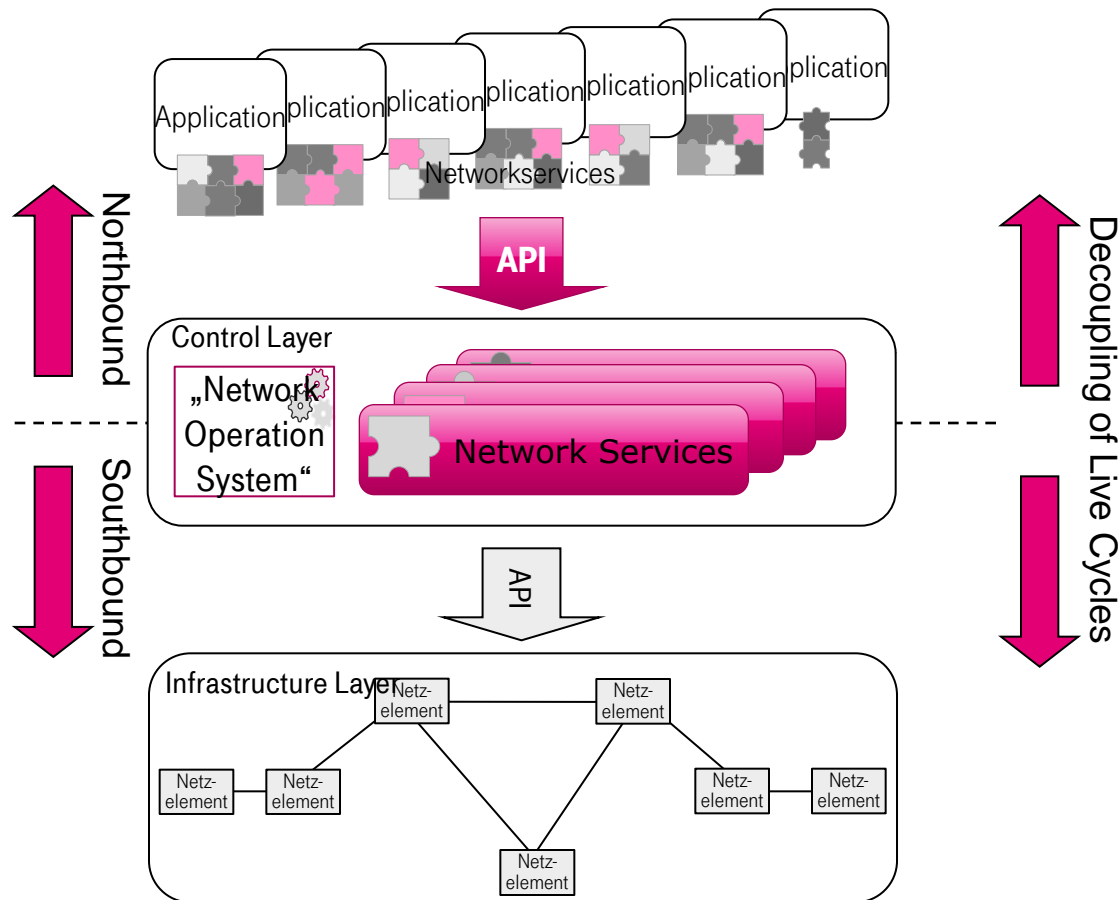 Application
plication
plication
plication
plication
plication
plication
Networkservices
API
Northbound
Southbound
Decoupling of Live Cycles
Control Layer
„Network
Operation
System“
Network Services
API
Infrastructure Layer
Netz-
element
Netz-
element
Netz-
element
Netz-
element
Netz-
element
Netz-
element
Netz-
element